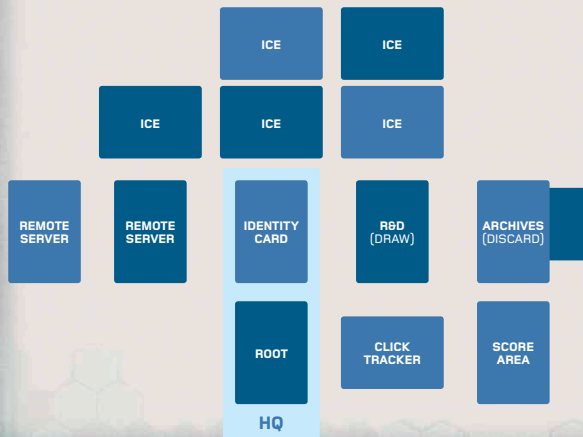 ICE
ICE
ICE
ICE
ICE
REMOTE
SERVER
REMOTE
SERVER
IDENTITY
CARD
R&D
(DRAW)
ARCHIVES
(DISCARD)
ROOT
CLICK
TRACKER
SCORE
AREA
HQ